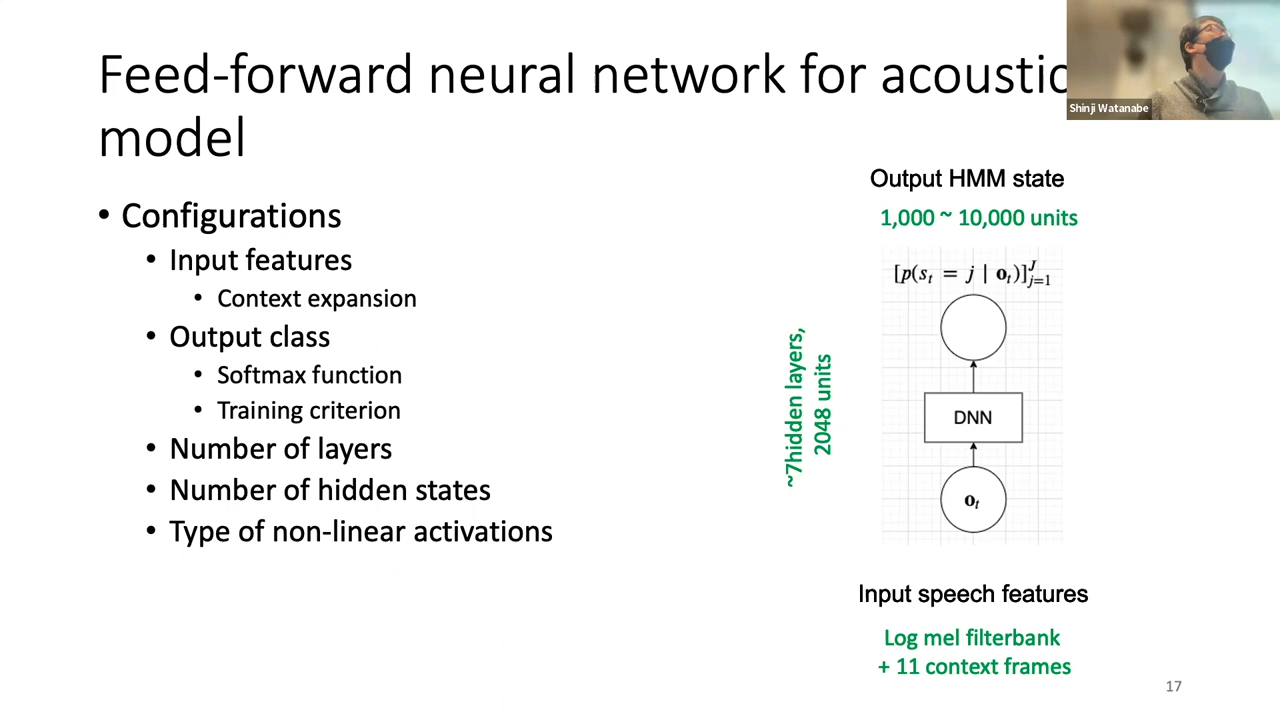 Feed-forward neural network for acoustic
model
Shinji Watanabe
• Configurations
• Input features
• Context expansion
• Output class
• Softmax function
• Training criterion
• Number of layers
• Number of hidden states
• Type of non-linear activations
Output HMM state
1,000 ~ 10,000 units
[p(sₜ = j | oₜ)]ᴶⱼ₌₁
~7hidden layers,
2048 units
DNN
oₜ
Input speech features
Log mel filterbank
+ 11 context frames
17